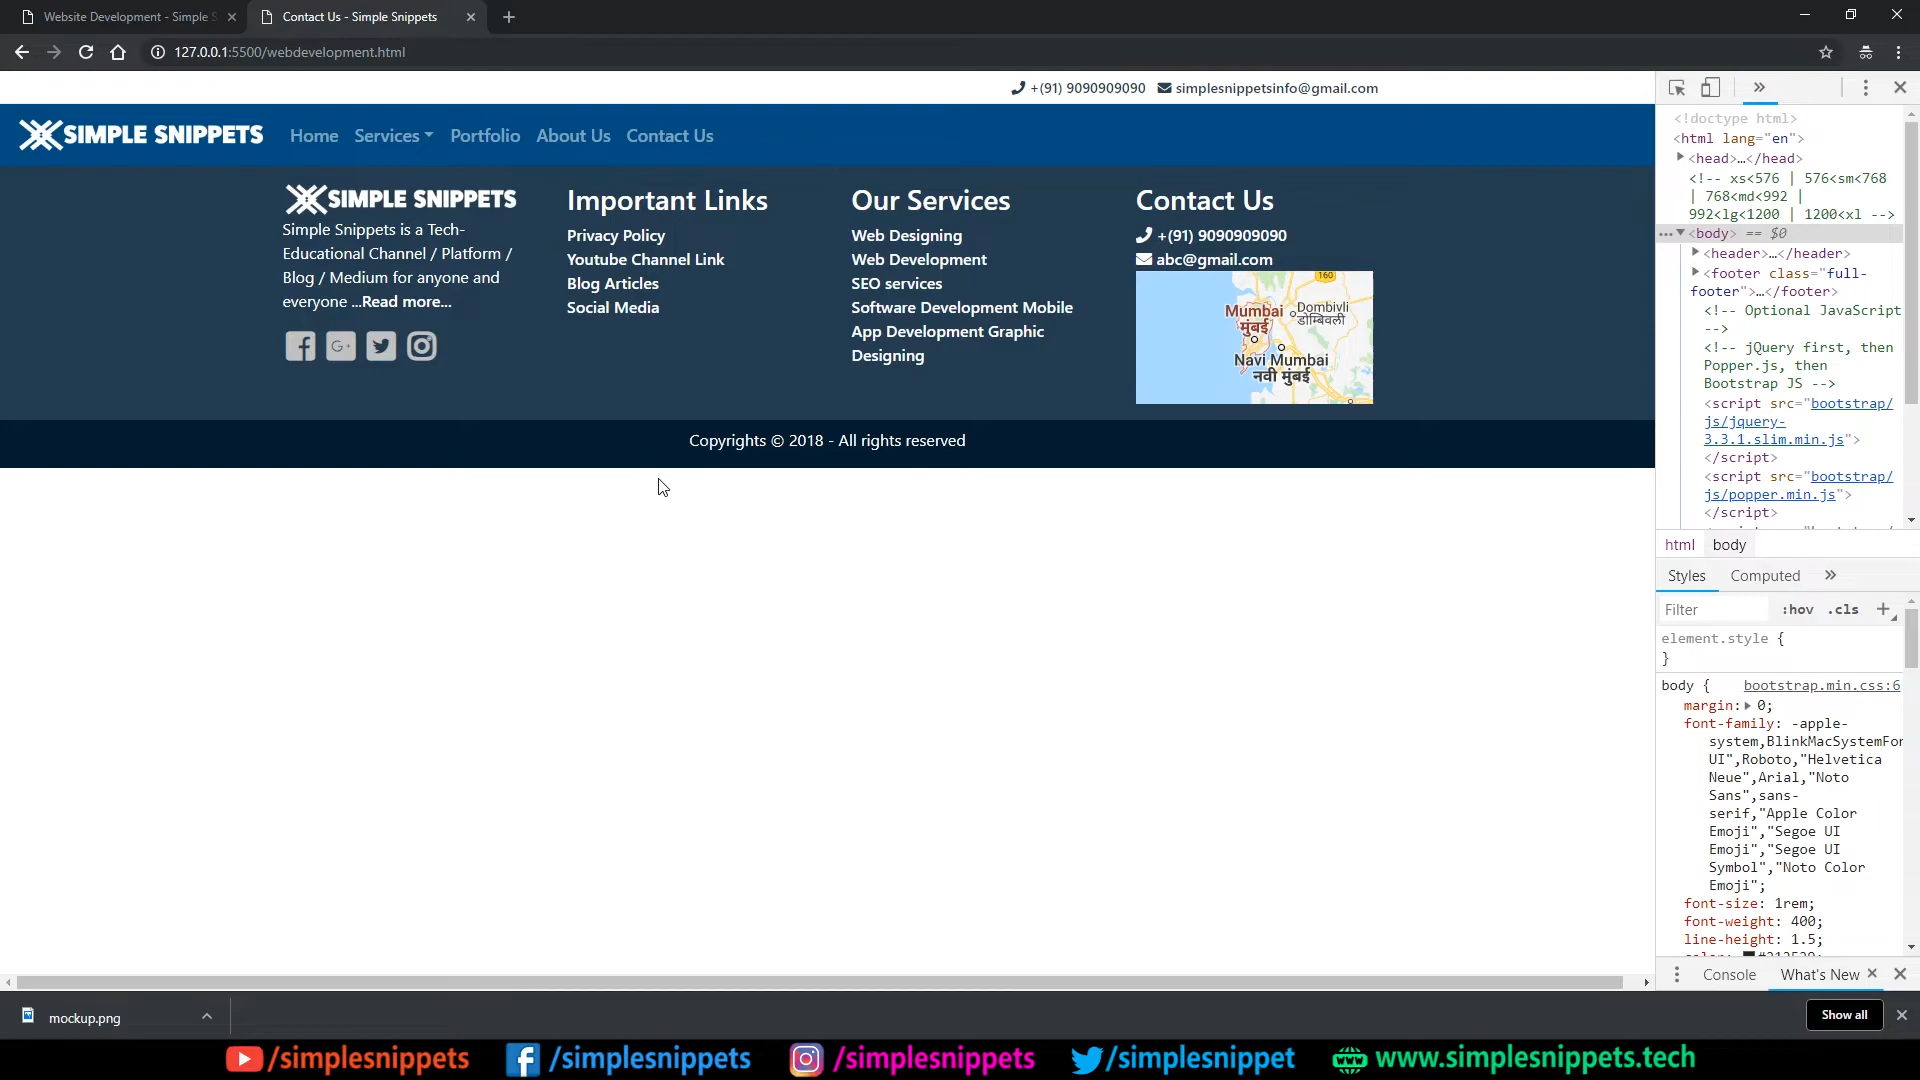 Website Development - Simple S
Contact Us - Simple Snippets
127.0.0.1:5500/webdevelopment.html
+(91) 9090909090 simplesnippetsinfo@gmail.com
SIMPLE SNIPPETS Home Services Portfolio About Us Contact Us
SIMPLE SNIPPETS
Simple Snippets is a Tech-
Educational Channel / Platform /
Blog / Medium for anyone and
everyone ...Read more...
Important Links
Privacy Policy
Youtube Channel Link
Blog Articles
Social Media
Our Services
Web Designing
Web Development
SEO services
Software Development Mobile
App Development Graphic
Designing
Contact Us
+(91) 9090909090
abc@gmail.com
160
Mumbai
मुंबई
Dombivli
डोम्बिवली
Navi Mumbai
नवी मुंबई
Copyrights © 2018 - All rights reserved
<!doctype html>
<html lang="en">
<head>…</head>
<!-- xs<576 | 576<sm<768
| 768<md<992 |
992<lg<1200 | 1200<xl -->
<body> == $0
<header>…</header>
<footer class="full-
footer">…</footer>
<!-- Optional JavaScript
-->
<!-- jQuery first, then
Popper.js, then
Bootstrap JS -->
<script src="bootstrap/
js/jquery-
3.3.1.slim.min.js">
</script>
<script src="bootstrap/
js/popper.min.js">
</script>
html body
Styles Computed
Filter :hov .cls
element.style {
}
body { bootstrap.min.css:6
margin: 0;
font-family: -apple-
system,BlinkMacSystemFon
UI",Roboto,"Helvetica
Neue",Arial,"Noto
Sans",sans-
serif,"Apple Color
Emoji","Segoe UI
Emoji","Segoe UI
Symbol","Noto Color
Emoji";
font-size: 1rem;
font-weight: 400;
line-height: 1.5;
Console What's New
mockup.png
Show all
/simplesnippets /simplesnippets /simplesnippets /simplesnippet www.simplesnippets.tech